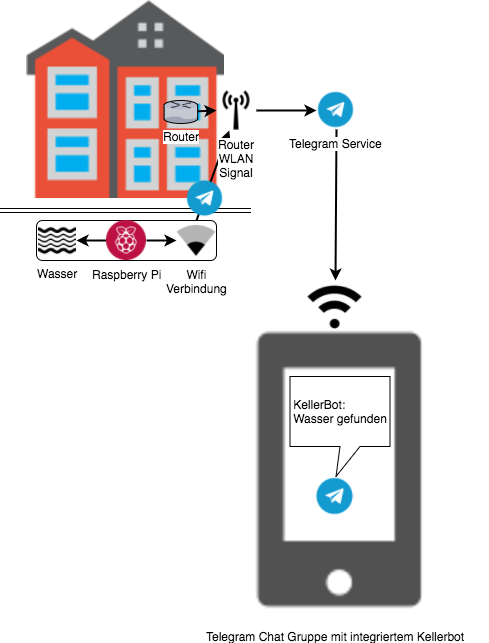 Router
Router
WLAN
Signal
Telegram Service
Wasser
Raspberry Pi
Wifi
Verbindung
KellerBot:
Wasser gefunden
Telegram Chat Gruppe mit integriertem Kellerbot